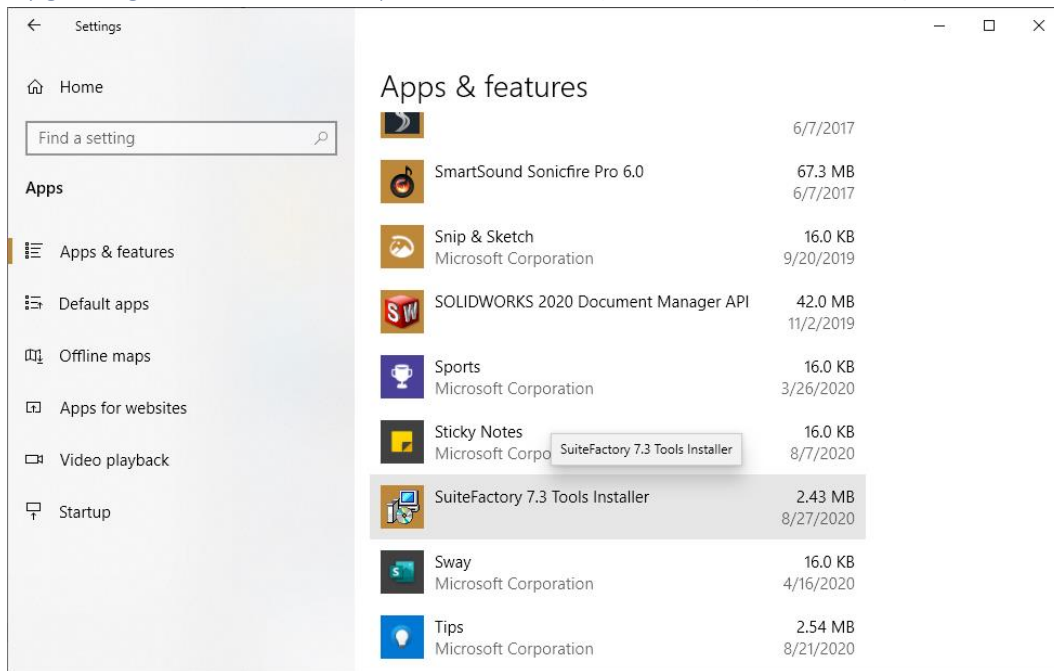 Settings
Home
Find a setting
Apps
Apps & features
Default apps
Offline maps
Apps for websites
Video playback
Startup
Apps & features
6/7/2017
SmartSound Sonicfire Pro 6.0
67.3 MB
6/7/2017
Snip & Sketch
16.0 KB
Microsoft Corporation
9/20/2019
SW
SOLIDWORKS 2020 Document Manager API
42.0 MB
11/2/2019
Sports
16.0 KB
Microsoft Corporation
3/26/2020
Sticky Notes
16.0 KB
Microsoft Corpo
SuiteFactory 7.3 Tools Installer
8/7/2020
SuiteFactory 7.3 Tools Installer
2.43 MB
8/27/2020
S
Sway
16.0 KB
Microsoft Corporation
4/16/2020
Tips
2.54 MB
Microsoft Corporation
8/21/2020